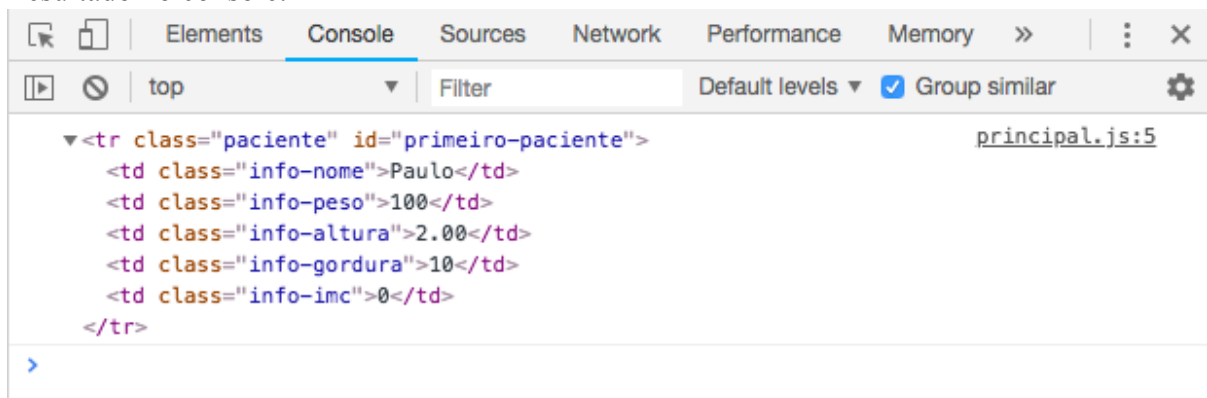 Elements Console Sources Network Performance Memory »
top Filter Default levels Group similar
<tr class="paciente" id="primeiro-paciente"> principal.js:5
<td class="info-nome">Paulo</td>
<td class="info-peso">100</td>
<td class="info-altura">2.00</td>
<td class="info-gordura">10</td>
<td class="info-imc">0</td>
</tr>
>